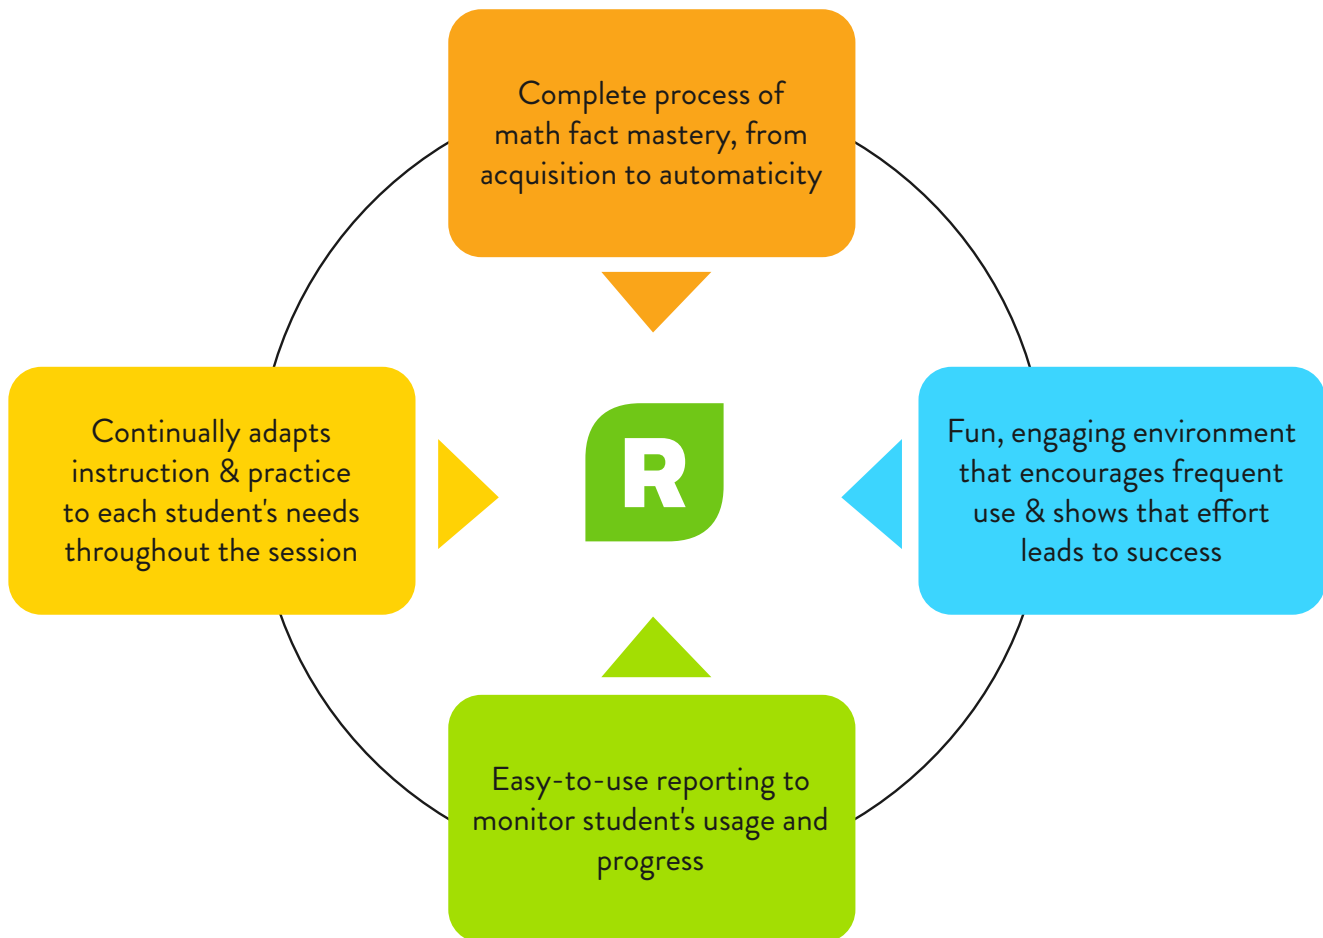 Complete process of
math fact mastery, from
acquisition to automaticity
Continually adapts
instruction & practice
to each student's needs
throughout the session
R
Fun, engaging environment
that encourages frequent
use & shows that effort
leads to success
Easy-to-use reporting to
monitor student's usage and
progress